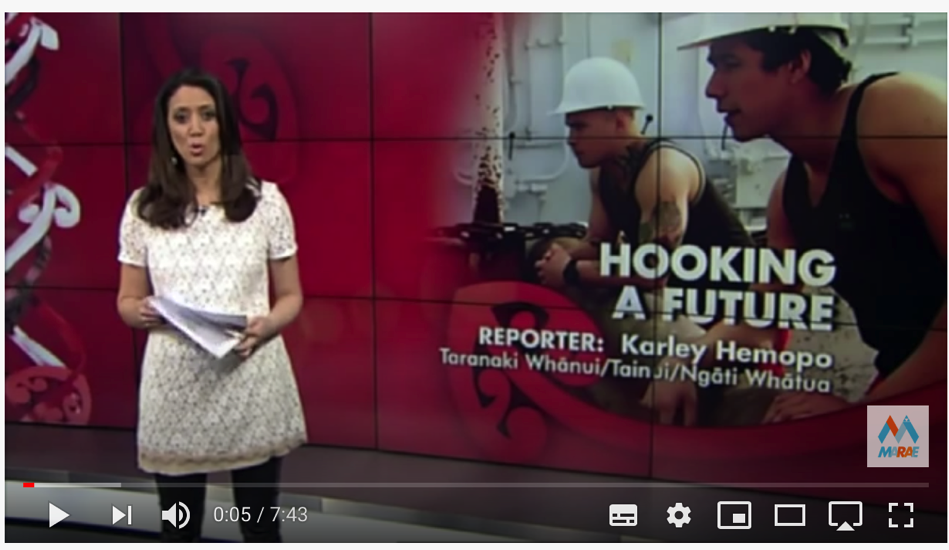 HOOKING
A FUTURE
REPORTER: Karley Hemopo
Taranaki Whānui/Tainui/Ngāti Whātua
MARAE
0:05 / 7:43